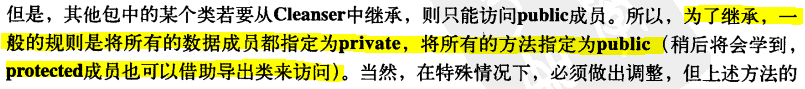 但是，其他包中的某个类若要从Cleanser中继承，则只能访问public成员。所以，为了继承，一
般的规则是将所有的数据成员都指定为private，将所有的方法指定为public（稍后将会学到，
protected成员也可以借助导出类来访问）。当然，在特殊情况下，必须做出调整，但上述方法的